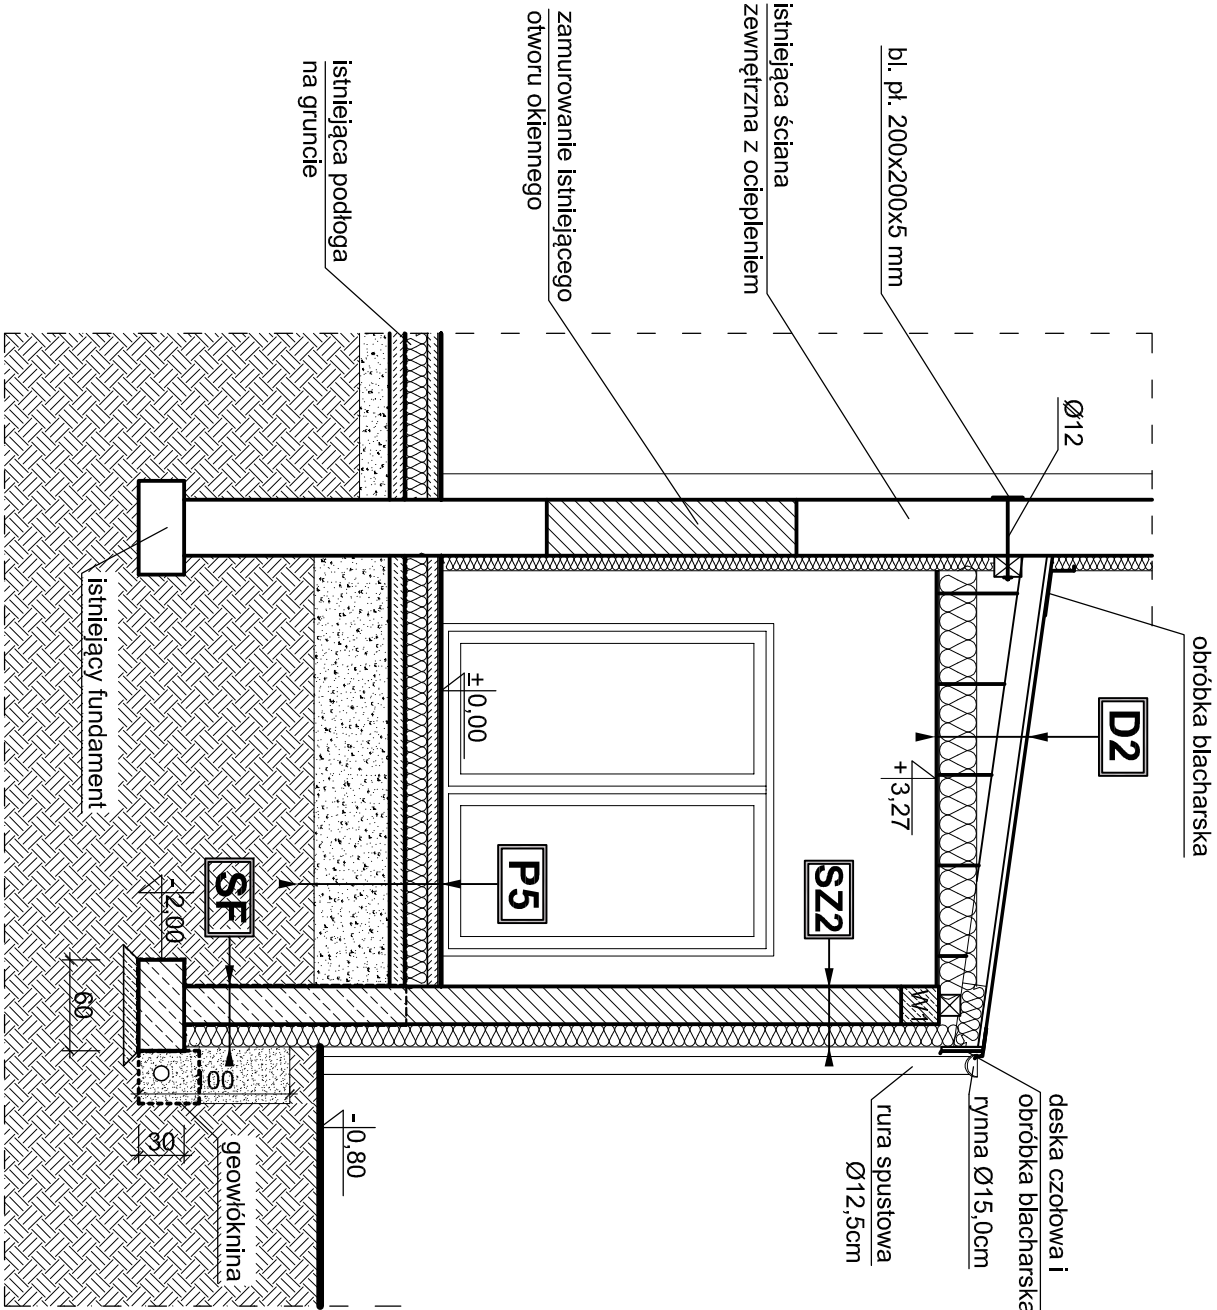 istniejąca podłoga
na gruncie
zamurowanie istniejącego
otworu okiennego
istniejąca ściana
zewnętrzna z ociepleniem
bl. pł. 200x200x5 mm
Ø12
obróbka blacharska
D2
+3,27
±0,00
P5
SZ2
SF
W1
istniejący fundament
-2,00
60
00
30
-0,80
geowłóknina
rura spustowa
Ø12,5cm
rynna Ø15,0cm
deska czołowa i
obróbka blacharska